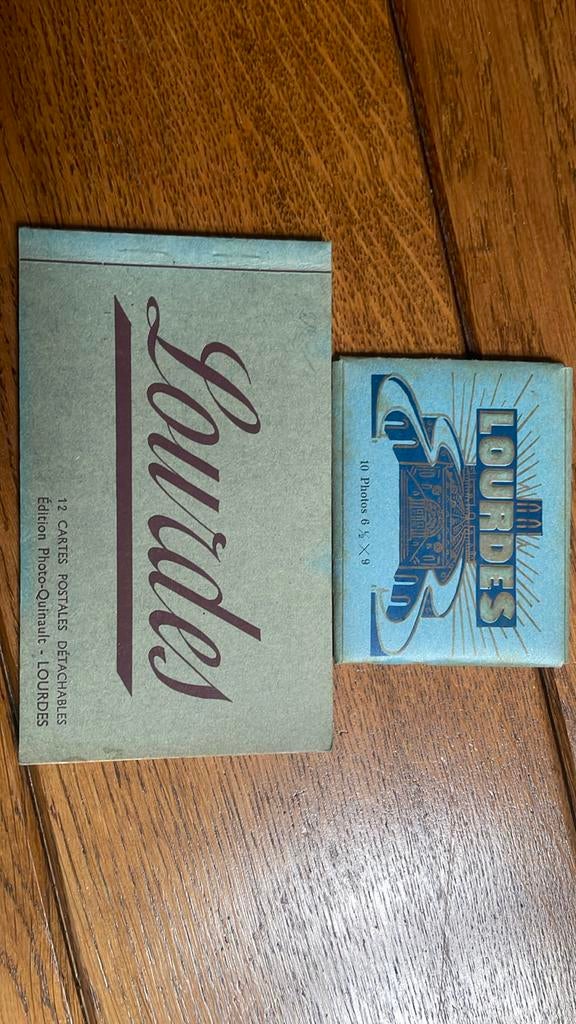 LOURDES
10 Photos 6 ½ × 9
Lourdes
12 CARTES POSTALES DÉTACHABLES
Édition Photo-Quinault - LOURDES